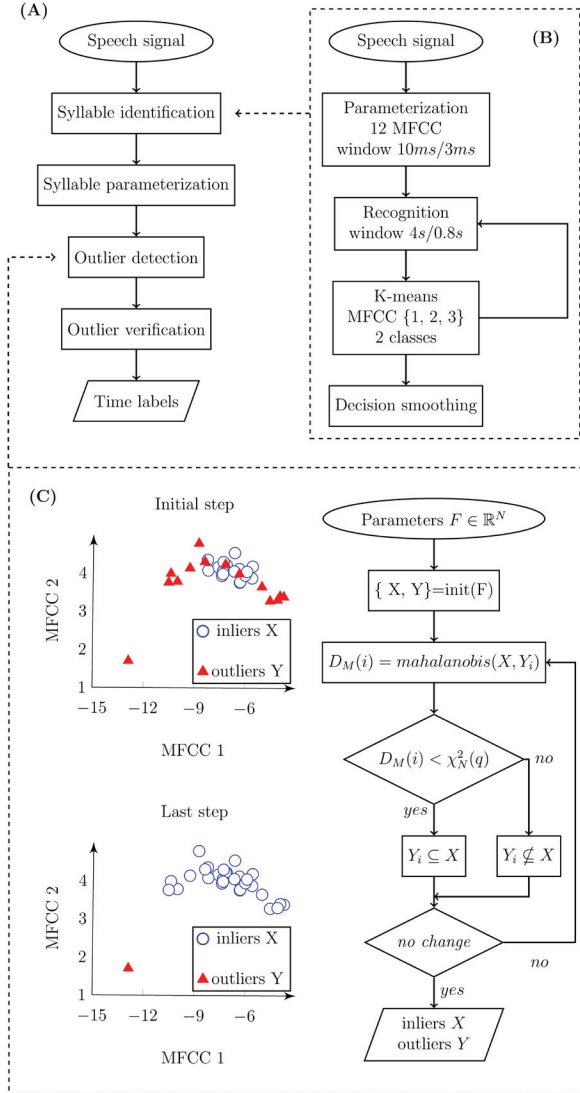 (A)
Speech signal
Syllable identification
Syllable parameterization
Outlier detection
Outlier verification
Time labels
(B)
Speech signal
Parameterization
12 MFCC
window 10ms/3ms
Recognition
window 4s/0.8s
K-means
MFCC {1, 2, 3}
2 classes
Decision smoothing
(C)
Initial step
MFCC 2
5
4
3
2
1
inliers X
outliers Y
−15
−12
−9
−6
MFCC 1
Last step
MFCC 2
5
4
3
2
1
inliers X
outliers Y
−15
−12
−9
−6
MFCC 1
Parameters F ∈ ℝ^N
{ X, Y}=init(F)
D_M(i) = mahalanobis(X, Y_i)
D_M(i) < χ²_N(q)
no
yes
Y_i ⊆ X
Y_i ⊈ X
no change
no
yes
inliers X
outliers Y